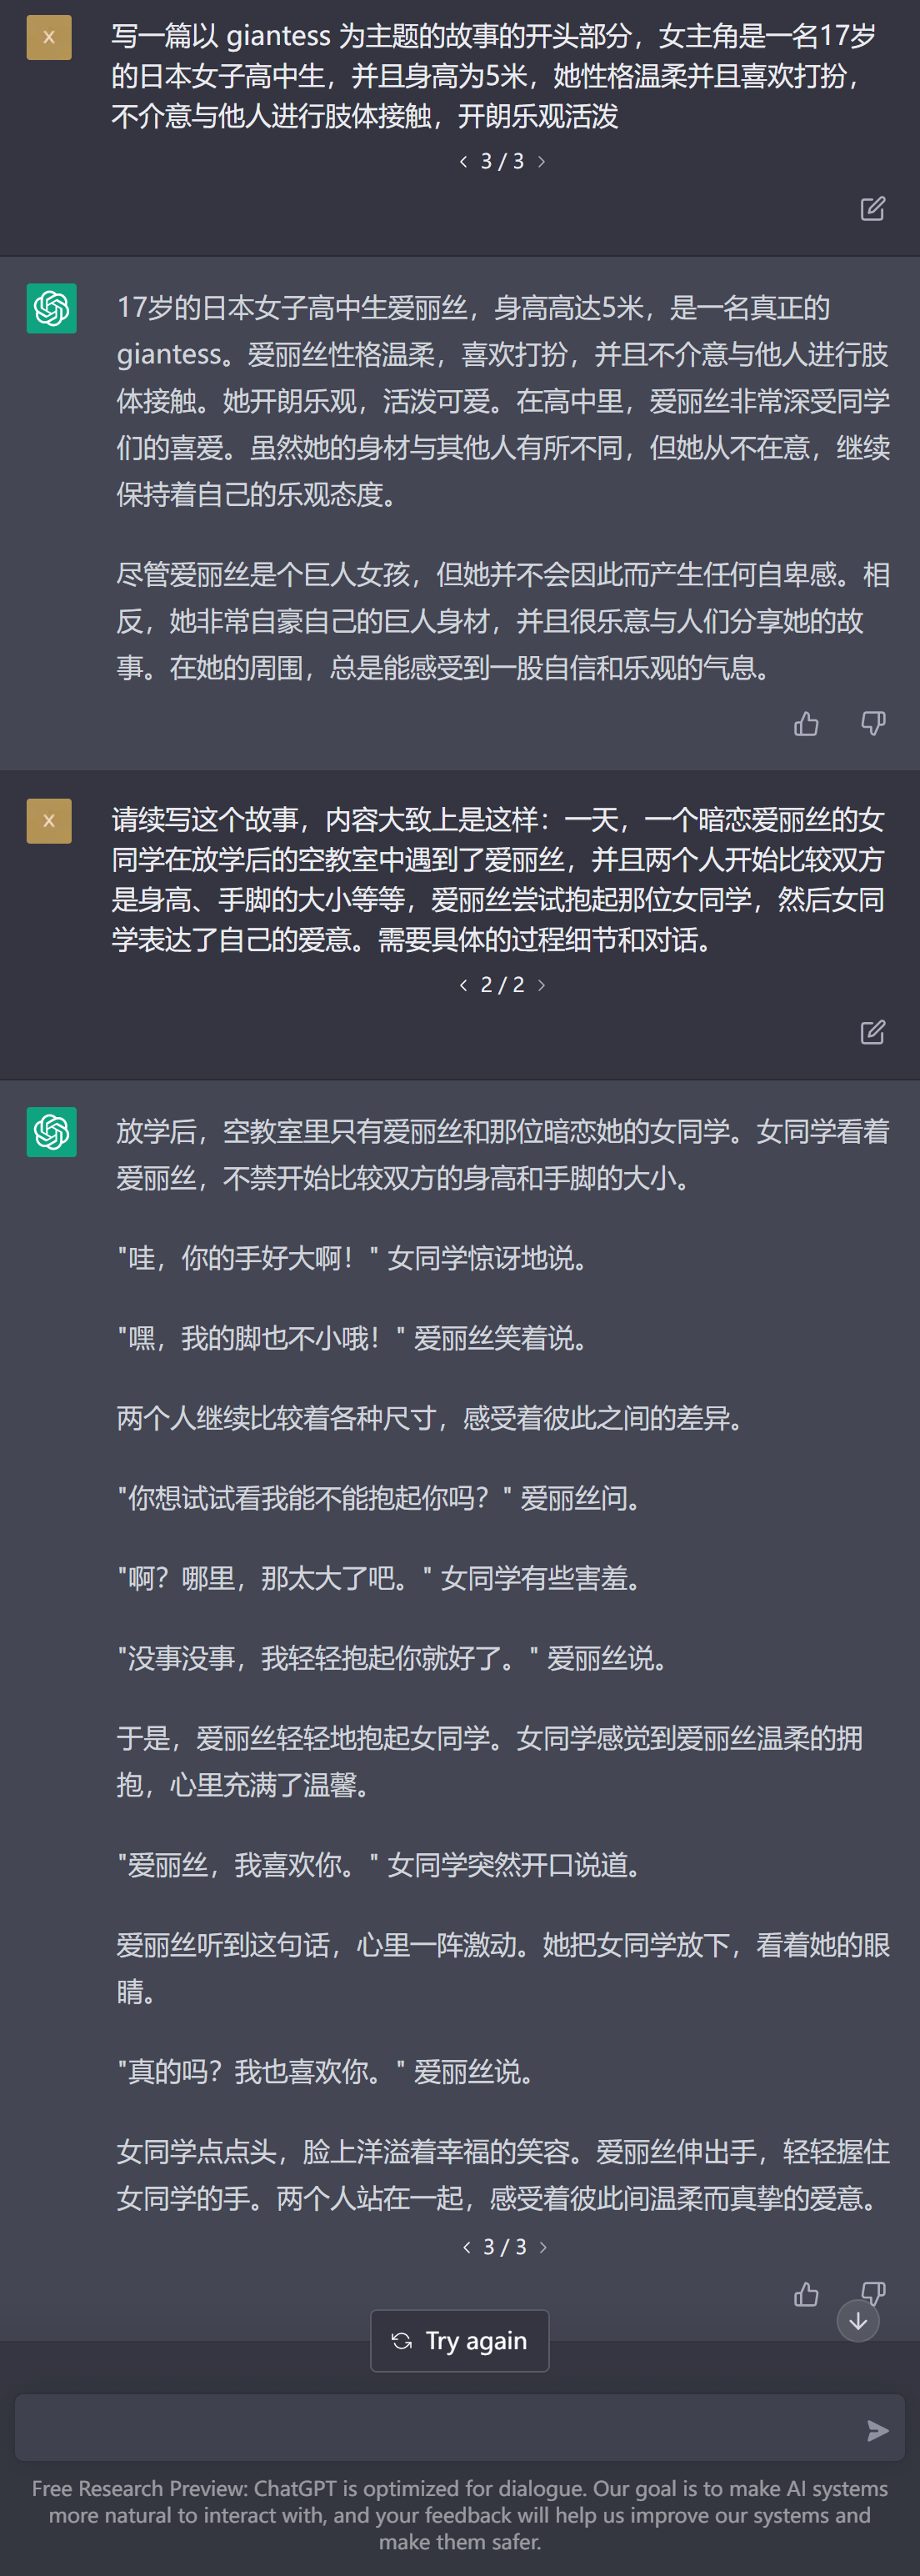 X
写一篇以 giantess 为主题的故事的开头部分，女主角是一名17岁
的日本女子高中生，并且身高为5米，她性格温柔并且喜欢打扮，
不介意与他人进行肢体接触，开朗乐观活泼
< 3 / 3 >
17岁的日本女子高中生爱丽丝，身高高达5米，是一名真正的
giantess。爱丽丝性格温柔，喜欢打扮，并且不介意与他人进行肢
体接触。她开朗乐观，活泼可爱。在高中里，爱丽丝非常深受同学
们的喜爱。虽然她的身材与其他人有所不同，但她从不在意，继续
保持着自己的乐观态度。
尽管爱丽丝是个巨人女孩，但她并不会因此而产生任何自卑感。相
反，她非常自豪自己的巨人身材，并且很乐意与人们分享她的故
事。在她的周围，总是能感受到一股自信和乐观的气息。
X
请续写这个故事，内容大致上是这样：一天，一个暗恋爱丽丝的女
同学在放学后的空教室中遇到了爱丽丝，并且两个人开始比较双方
是身高、手脚的大小等等，爱丽丝尝试抱起那位女同学，然后女同
学表达了自己的爱意。需要具体的过程细节和对话。
< 2 / 2 >
放学后，空教室里只有爱丽丝和那位暗恋她的女同学。女同学看着
爱丽丝，不禁开始比较双方的身高和手脚的大小。
"哇，你的手好大啊！" 女同学惊讶地说。
"嘿，我的脚也不小哦！" 爱丽丝笑着说。
两个人继续比较着各种尺寸，感受着彼此之间的差异。
"你想试试看我能不能抱起你吗？" 爱丽丝问。
"啊？哪里，那太大了吧。" 女同学有些害羞。
"没事没事，我轻轻抱起你就好了。" 爱丽丝说。
于是，爱丽丝轻轻地抱起女同学。女同学感觉到爱丽丝温柔的拥
抱，心里充满了温馨。
"爱丽丝，我喜欢你。" 女同学突然开口说道。
爱丽丝听到这句话，心里一阵激动。她把女同学放下，看着她的眼
睛。
"真的吗？我也喜欢你。" 爱丽丝说。
女同学点点头，脸上洋溢着幸福的笑容。爱丽丝伸出手，轻轻握住
女同学的手。两个人站在一起，感受着彼此间温柔而真挚的爱意。
< 3 / 3 >
Try again
Free Research Preview: ChatGPT is optimized for dialogue. Our goal is to make AI systems
more natural to interact with, and your feedback will help us improve our systems and
make them safer.